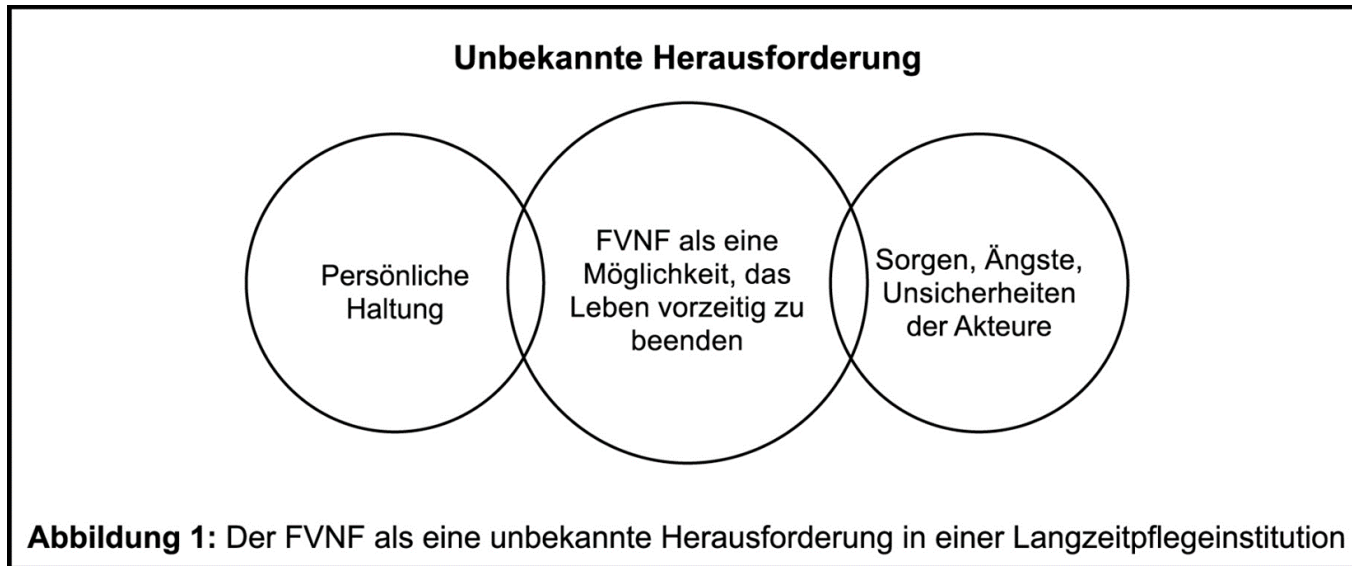 Unbekannte Herausforderung
Persönliche
Haltung
FVNF als eine
Möglichkeit, das
Leben vorzeitig zu
beenden
Sorgen, Ängste,
Unsicherheiten
der Akteure
Abbildung 1: Der FVNF als eine unbekannte Herausforderung in einer Langzeitpflegeinstitution